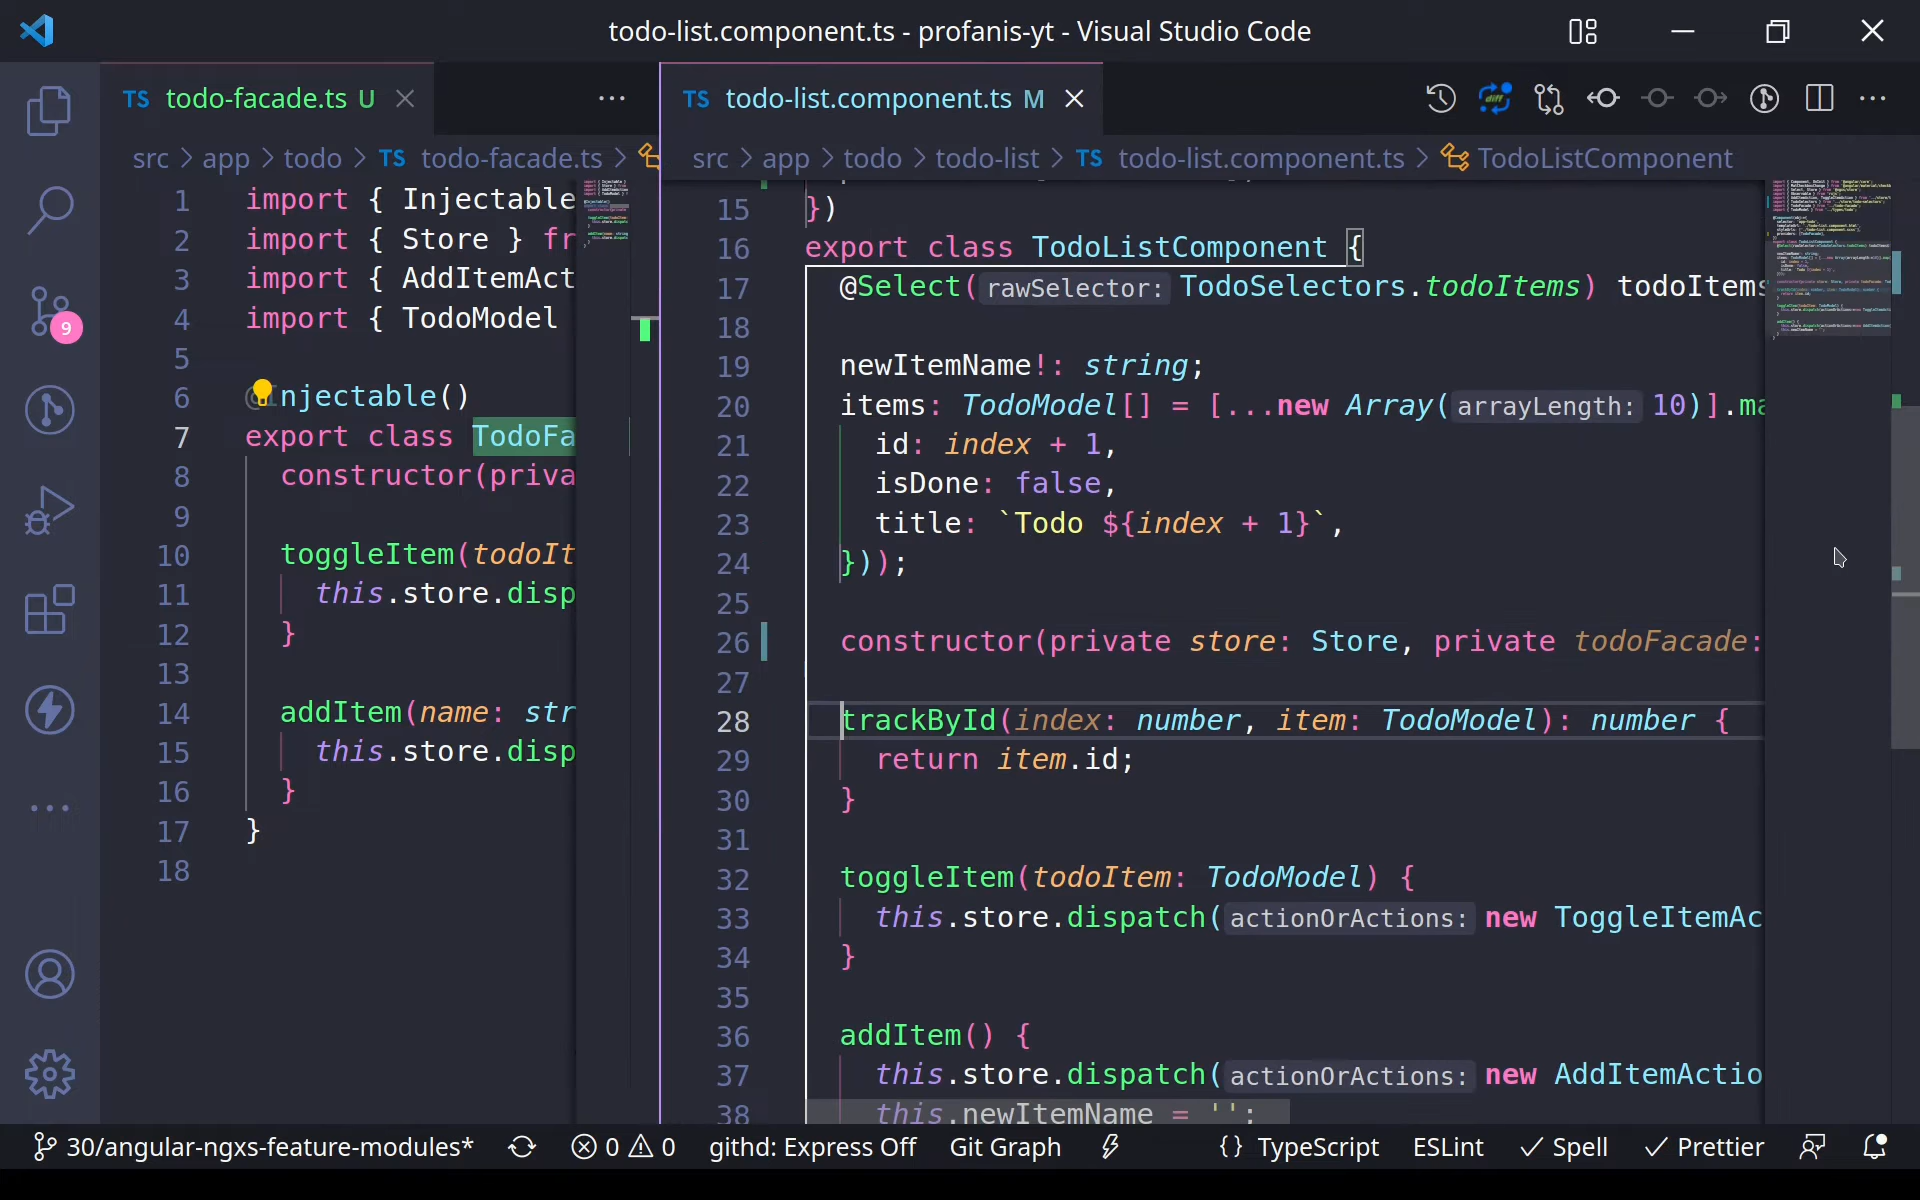 todo-list.component.ts - profanis-yt - Visual Studio Code
TS todo-facade.ts U
TS todo-list.component.ts M
diff
src > app > todo > TS todo-facade.ts >
src > app > todo > todo-list > TS todo-list.component.ts > TodoListComponent
9
1 import { Injectable
2 import { Store } fr
3 import { AddItemAct
4 import { TodoModel
5
6 @Injectable()
7 export class TodoFa
8 constructor(priva
9
10 toggleItem(todoIt
11 this.store.disp
12 }
13
14 addItem(name: str
15 this.store.disp
16 }
17 }
18
15 })
16 export class TodoListComponent {
17 @Select(rawSelector: TodoSelectors.todoItems) todoItems
18
19 newItemName!: string;
20 items: TodoModel[] = [...new Array(arrayLength: 10)].ma
21 id: index + 1,
22 isDone: false,
23 title: `Todo ${index + 1}`,
24 }));
25
26 constructor(private store: Store, private todoFacade:
27
28 trackById(index: number, item: TodoModel): number {
29 return item.id;
30 }
31
32 toggleItem(todoItem: TodoModel) {
33 this.store.dispatch(actionOrActions: new ToggleItemAc
34 }
35
36 addItem() {
37 this.store.dispatch(actionOrActions: new AddItemActio
38 this.newItemName = '';
30/angular-ngxs-feature-modules* 0 0 githd: Express Off Git Graph {} TypeScript ESLint Spell Prettier